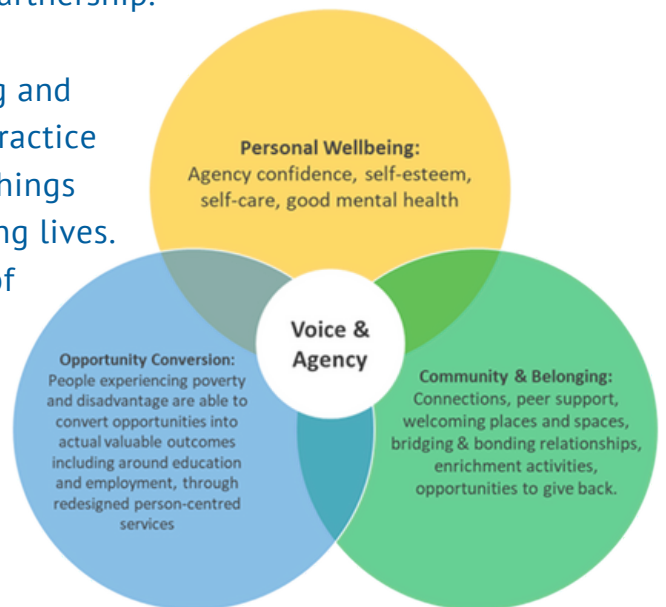 artnership.
g and
ractice
hings
ng lives.
of
Personal Wellbeing:
Agency confidence, self-esteem,
self-care, good mental health
Voice &
Agency
Opportunity Conversion:
People experiencing poverty
and disadvantage are able to
convert opportunities into
actual valuable outcomes
including around education
and employment, through
redesigned person-centred
services
Community & Belonging:
Connections, peer support,
welcoming places and spaces,
bridging & bonding relationships,
enrichment activities,
opportunities to give back.